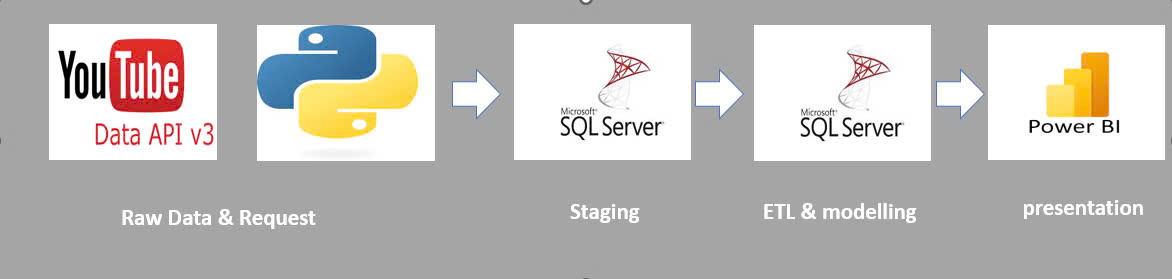 YouTube
Data API v3
Microsoft®
SQL Server®
Microsoft®
SQL Server®
Power BI
Raw Data & Request
Staging
ETL & modelling
presentation